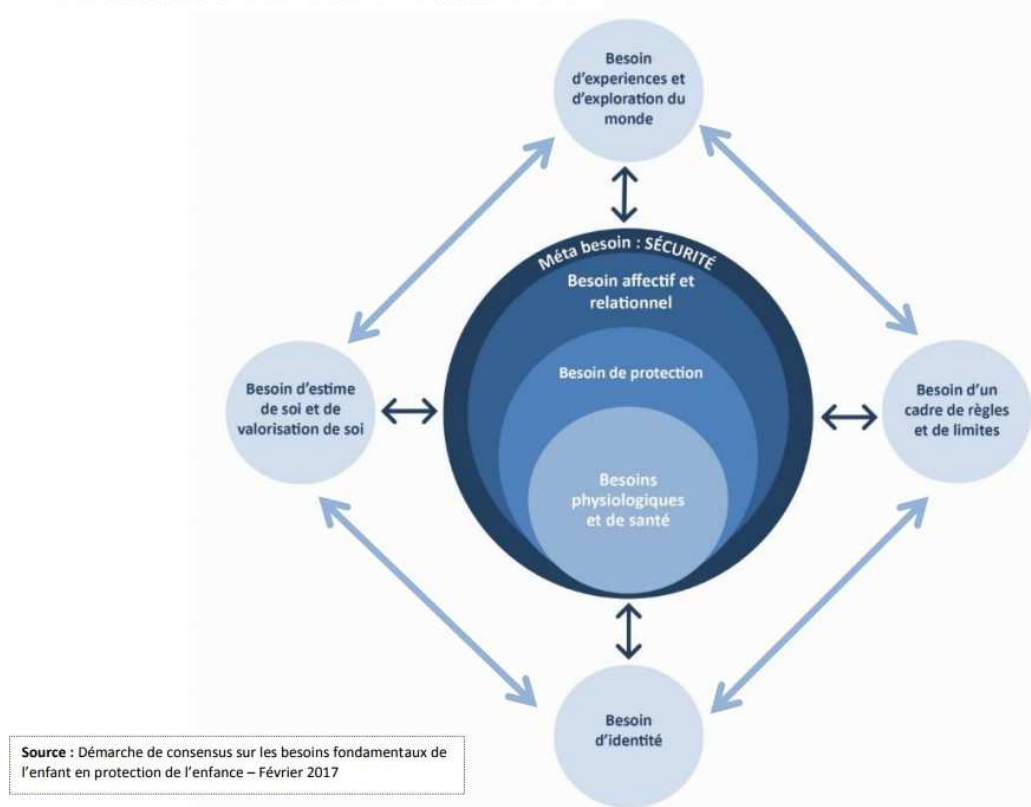 Besoin
d'experiences et
d'exploration du
monde
Méta besoin : SÉCURITÉ
Besoin affectif et
relationnel
Besoin de protection
Besoin d'estime
de soi et de
valorisation de soi
Besoin d'un
cadre de règles
et de limites
Besoins
physiologiques
et de santé
Besoin
d'identité
Source : Démarche de consensus sur les besoins fondamentaux de
l'enfant en protection de l'enfance – Février 2017